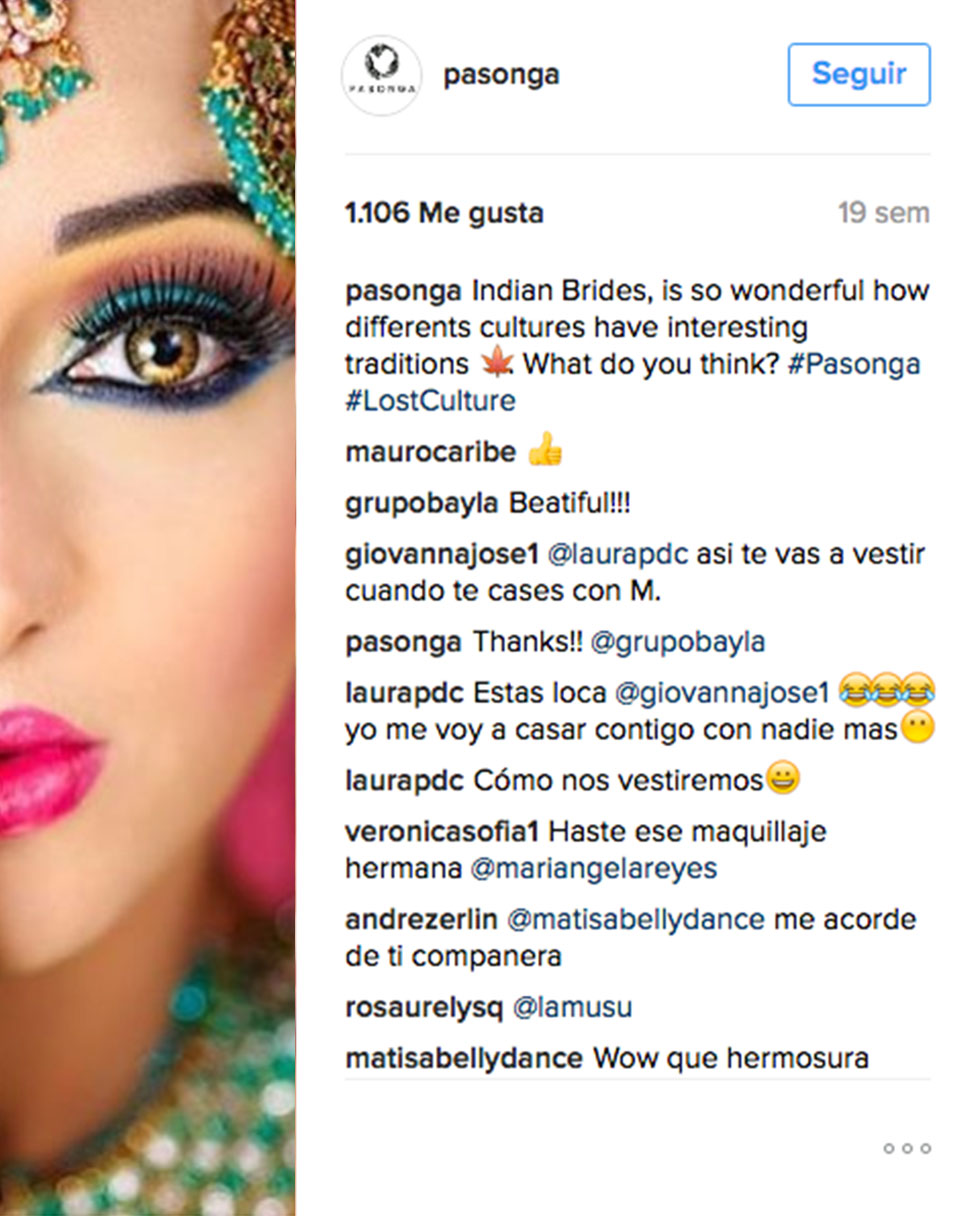 PASONGA
pasonga
Seguir
1.106 Me gusta
19 sem
pasonga Indian Brides, is so wonderful how
differents cultures have interesting
traditions 🍁. What do you think? #Pasonga
#LostCulture
maurocaribe 👍
grupobayla Beatiful!!!
giovannajose1 @laurapdc asi te vas a vestir
cuando te cases con M.
pasonga Thanks!! @grupobayla
laurapdc Estas loca @giovannajose1 😂😂😂
yo me voy a casar contigo con nadie mas😶
laurapdc Cómo nos vestiremos😀
veronicasofia1 Haste ese maquillaje
hermana @mariangelareyes
andrezerlin @matisabellydance me acorde
de ti companera
rosaurelysq @lamusu
matisabellydance Wow que hermosura